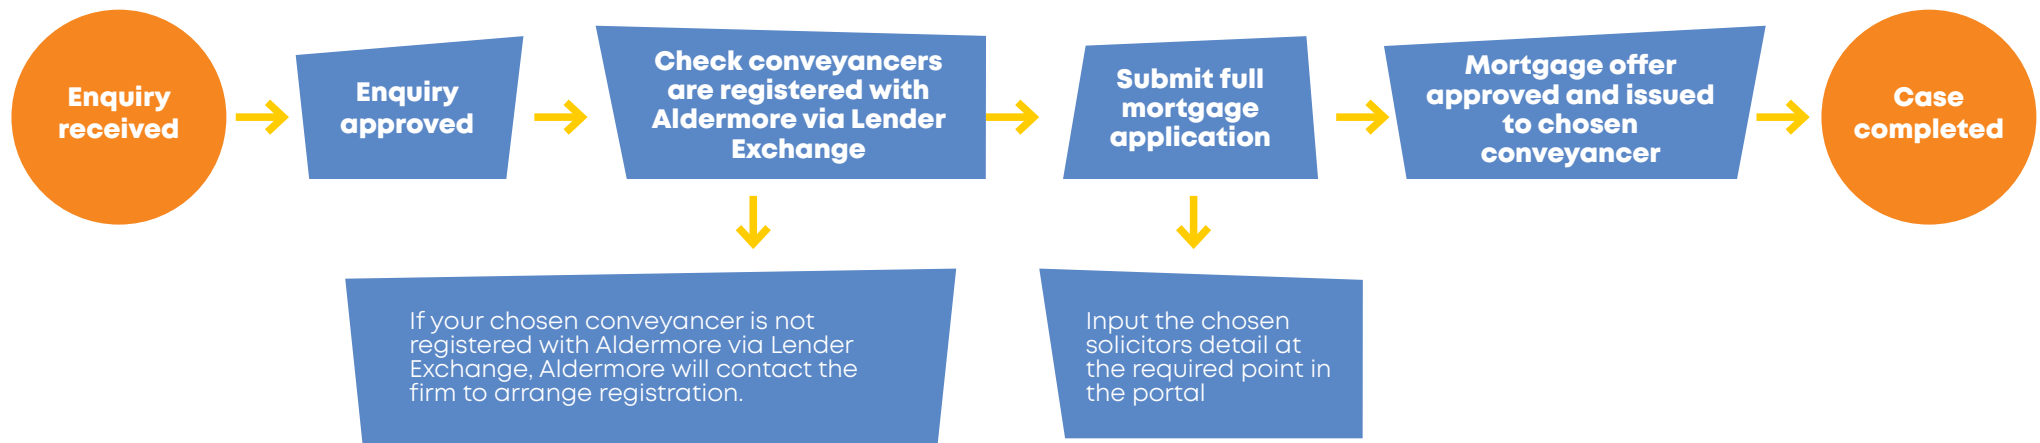 Enquiry
received
Enquiry
approved
Check conveyancers
are registered with
Aldermore via Lender
Exchange
Submit full
mortgage
application
Mortgage offer
approved and issued
to chosen
conveyancer
Case
completed
If your chosen conveyancer is not
registered with Aldermore via Lender
Exchange, Aldermore will contact the
firm to arrange registration.
Input the chosen
solicitors detail at
the required point in
the portal